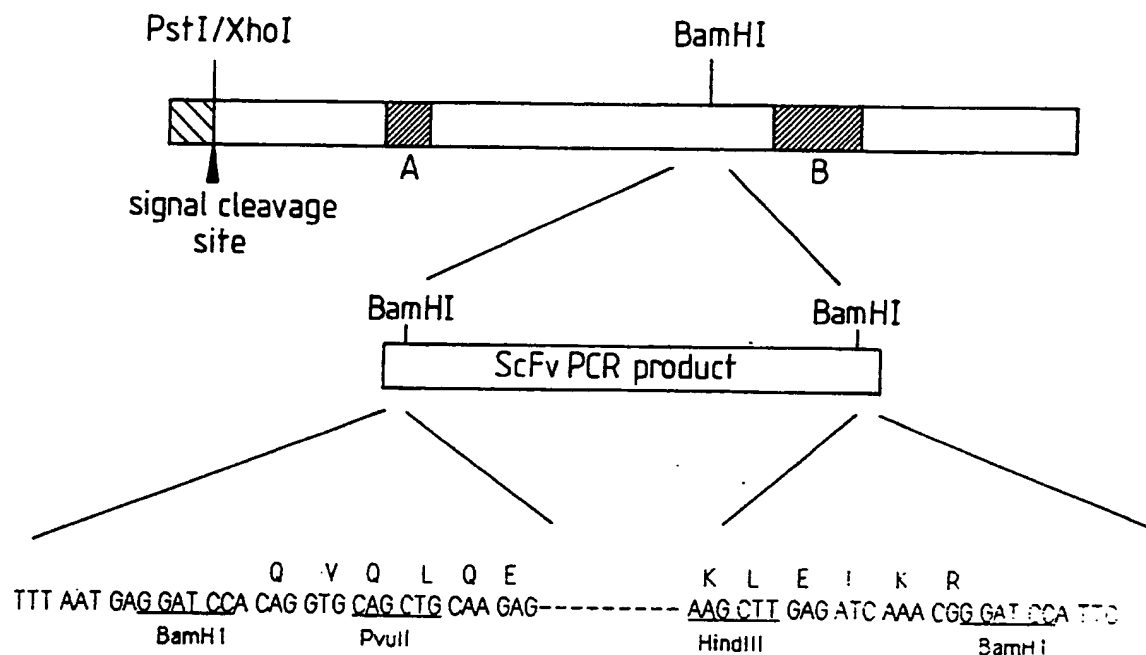 PstI/XhoI BamHI
A B
signal cleavage
site
BamHI BamHI
ScFv PCR product
Q V Q L Q E K L E I K R
TTT AAT GAG GAT CCA CAG GTG CAG CTG CAA GAG---------- AAG CTT GAG ATC AAA CGG GAT CCA TTC
BamHI PvuII HindIII BamHI